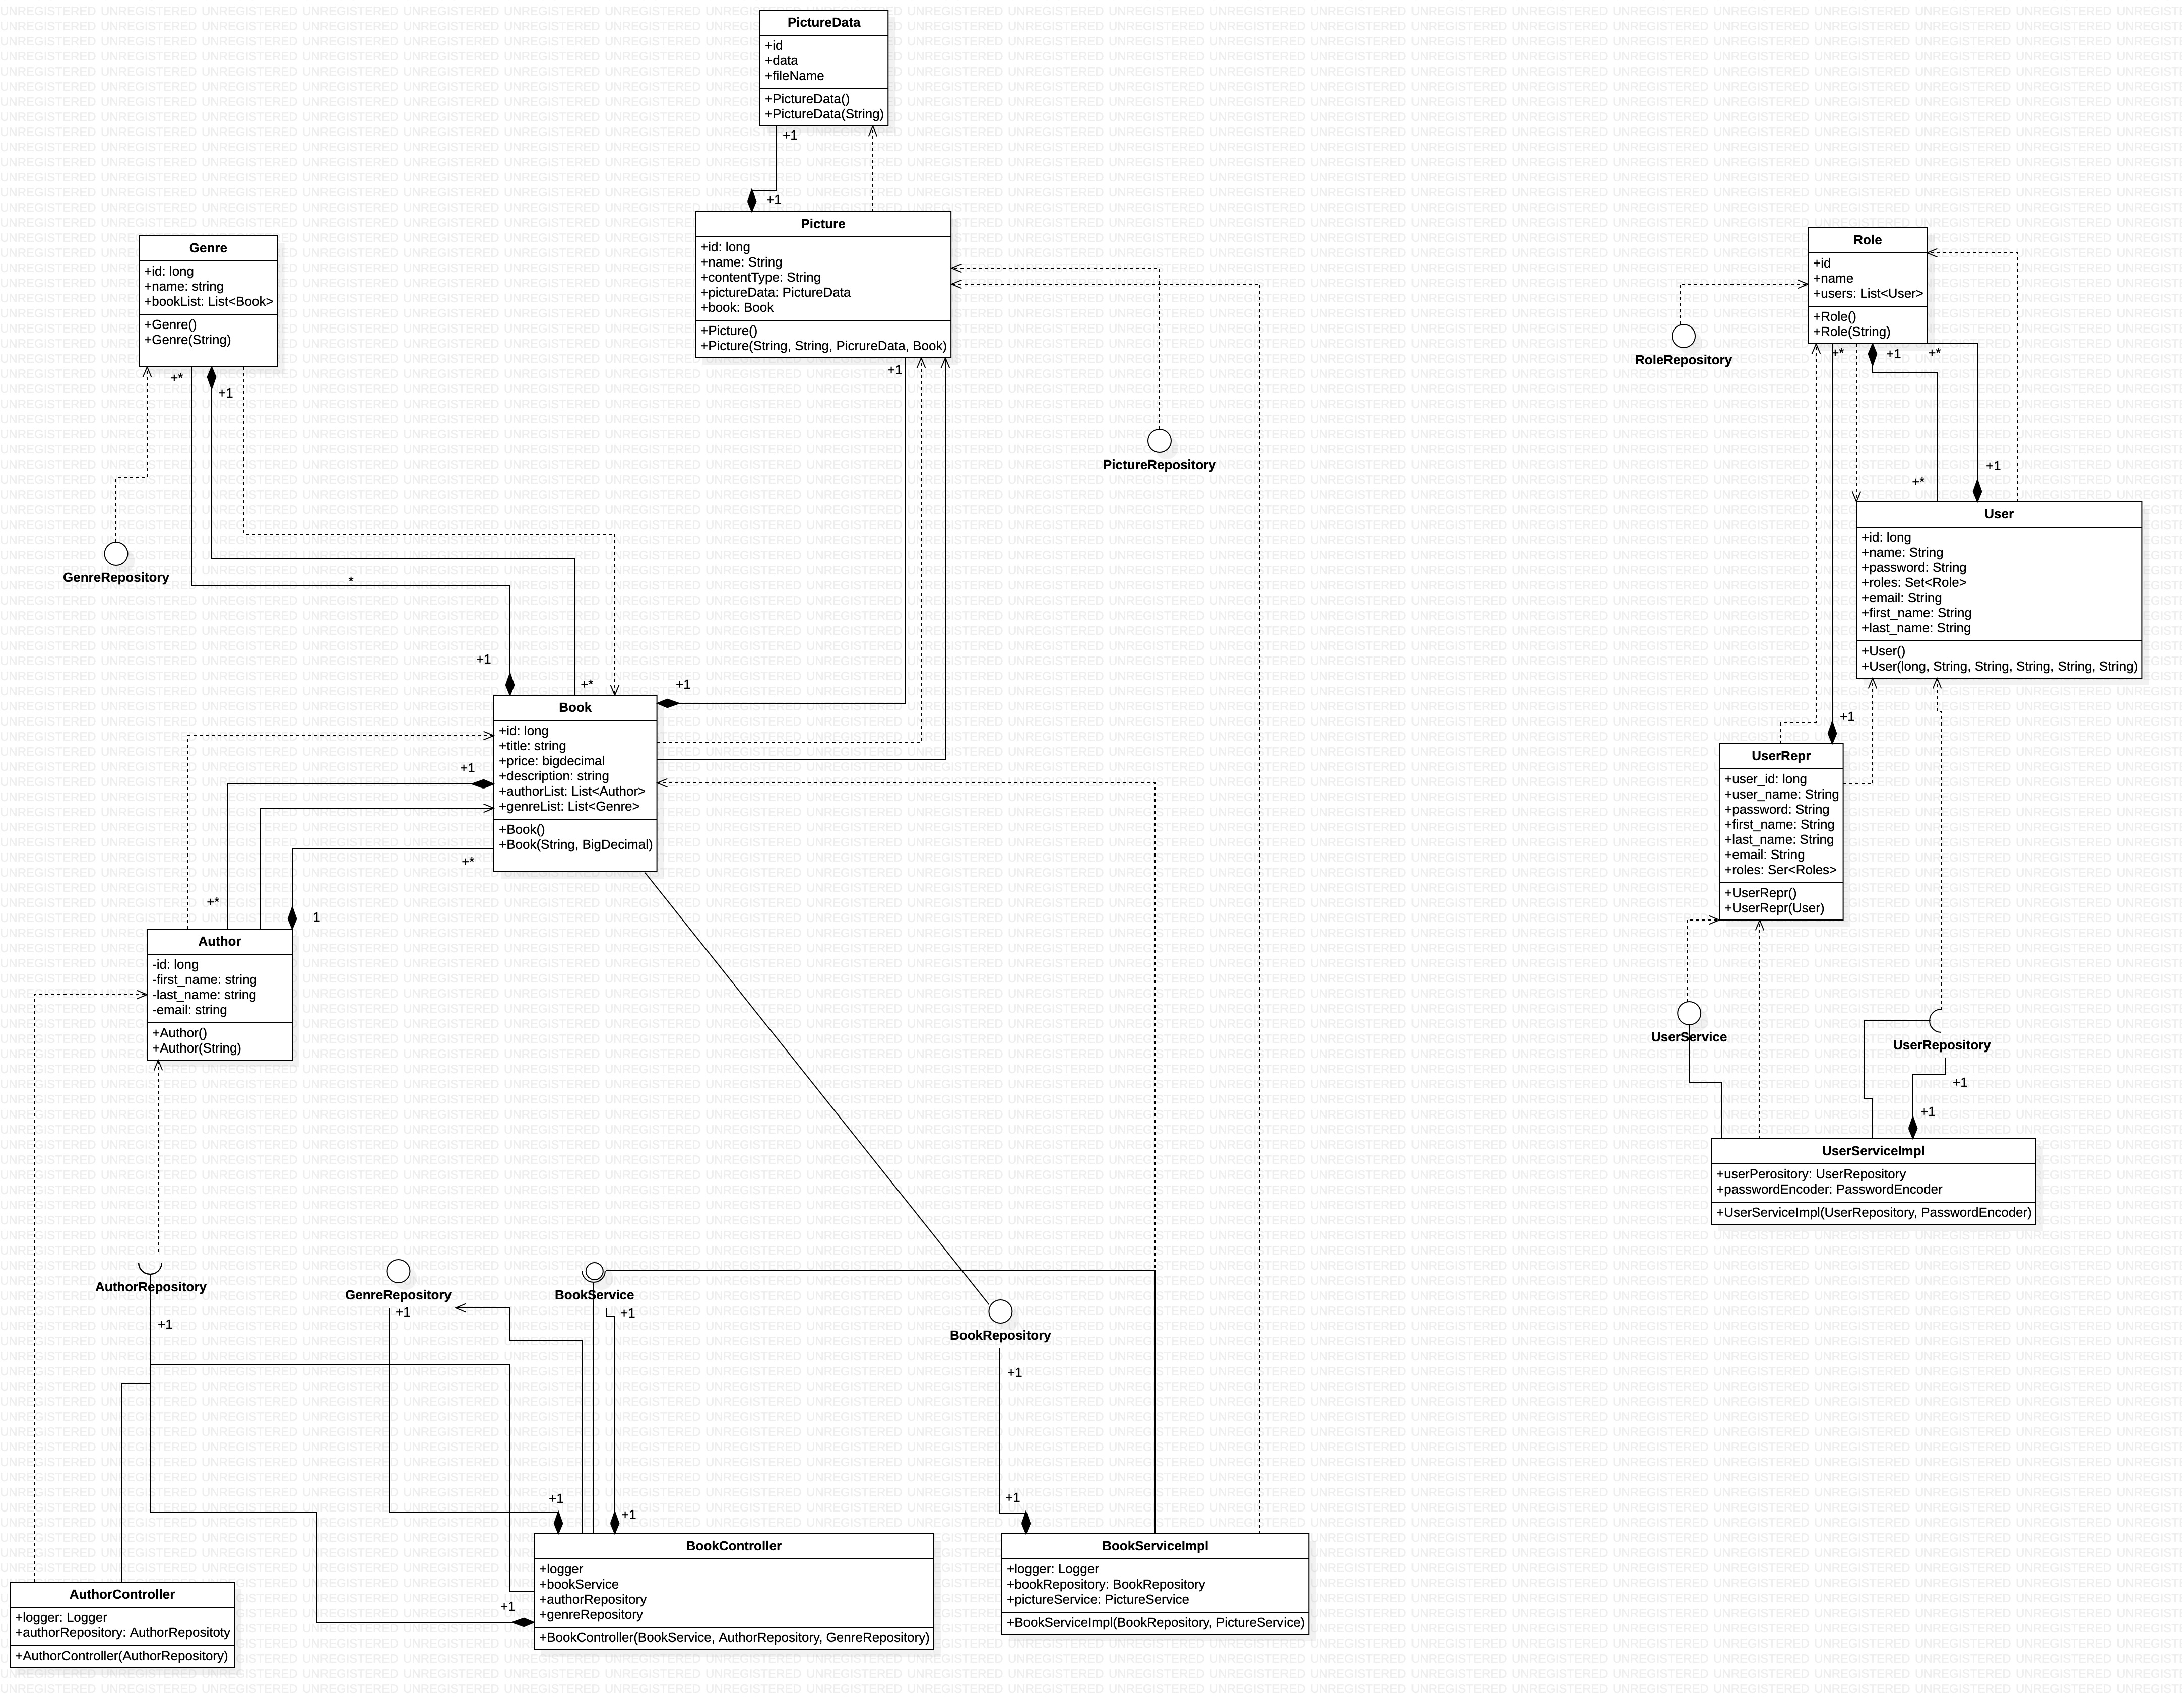 PictureData
+id
+data
+fileName
+PictureData()
+PictureData(String)
+1
+1
Picture
+id: long
+name: String
+contentType: String
+pictureData: PictureData
+book: Book
+Picture()
+Picture(String, String, PicrureData, Book)
+1
Genre
+id: long
+name: string
+bookList: List<Book>
+Genre()
+Genre(String)
+*
+1
Role
+id
+name
+users: List<User>
+Role()
+Role(String)
+*
+1
+*
RoleRepository
PictureRepository
+1
+*
User
+id: long
+name: String
+password: String
+roles: Set<Role>
+email: String
+first_name: String
+last_name: String
+User()
+User(long, String, String, String, String, String)
GenreRepository
*
+1
+*
+1
Book
+id: long
+title: string
+price: bigdecimal
+description: string
+authorList: List<Author>
+genreList: List<Genre>
+Book()
+Book(String, BigDecimal)
+1
+*
+1
UserRepr
+user_id: long
+user_name: String
+password: String
+first_name: String
+last_name: String
+email: String
+roles: Ser<Roles>
+UserRepr()
+UserRepr(User)
+*
1
Author
-id: long
-first_name: string
-last_name: string
-email: string
+Author()
+Author(String)
UserService
UserRepository
+1
+1
UserServiceImpl
+userPerository: UserRepository
+passwordEncoder: PasswordEncoder
+UserServiceImpl(UserRepository, PasswordEncoder)
AuthorRepository
+1
GenreRepository
+1
BookService
+1
BookRepository
+1
+1
+1
+1
+1
BookController
+logger
+bookService
+authorRepository
+genreRepository
+BookController(BookService, AuthorRepository, GenreRepository)
BookServiceImpl
+logger: Logger
+bookRepository: BookRepository
+pictureService: PictureService
+BookServiceImpl(BookRepository, PictureService)
AuthorController
+logger: Logger
+authorRepository: AuthorRepositoty
+AuthorController(AuthorRepository)
UNREGISTERED